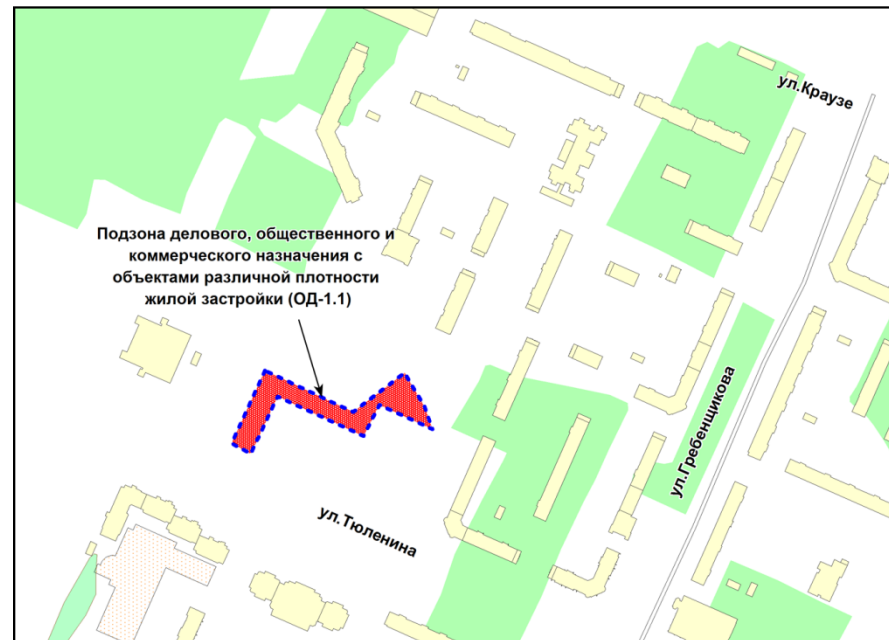 ул.Краузе
Подзона делового, общественного и
коммерческого назначения с
объектами различной плотности
жилой застройки (ОД-1.1)
ул.Гребенщикова
ул.Тюленина